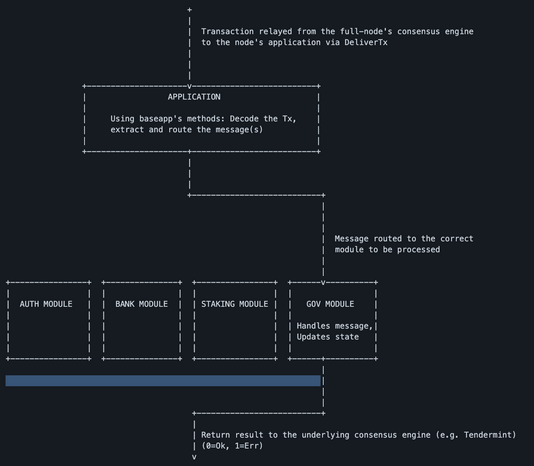 Transaction relayed from the full-node's consensus engine
to the node's application via DeliverTx
APPLICATION
Using baseapp's methods: Decode the Tx,
extract and route the message(s)
Message routed to the correct
module to be processed
AUTH MODULE
BANK MODULE
STAKING MODULE
GOV MODULE
Handles message,
Updates state
Return result to the underlying consensus engine (e.g. Tendermint)
(0=Ok, 1=Err)